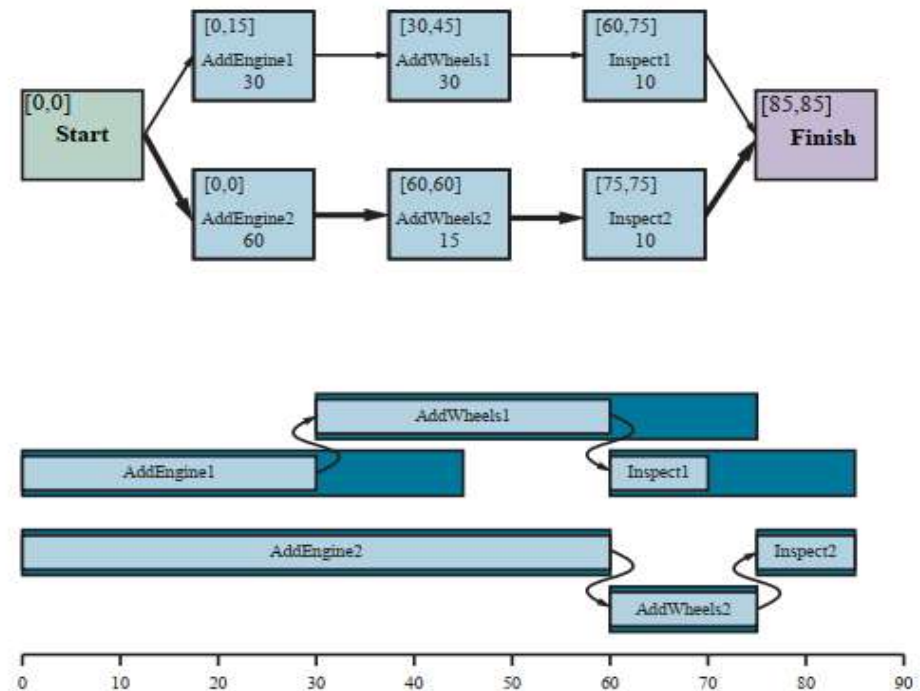 [0,15]
AddEngine1
30
[30,45]
AddWheels1
30
[60,75]
Inspect1
10
[0,0]
Start
[85,85]
Finish
[0,0]
AddEngine2
60
[60,60]
AddWheels2
15
[75,75]
Inspect2
10
AddWheels1
AddEngine1
Inspect1
AddEngine2
Inspect2
AddWheels2
0 10 20 30 40 50 60 70 80 90